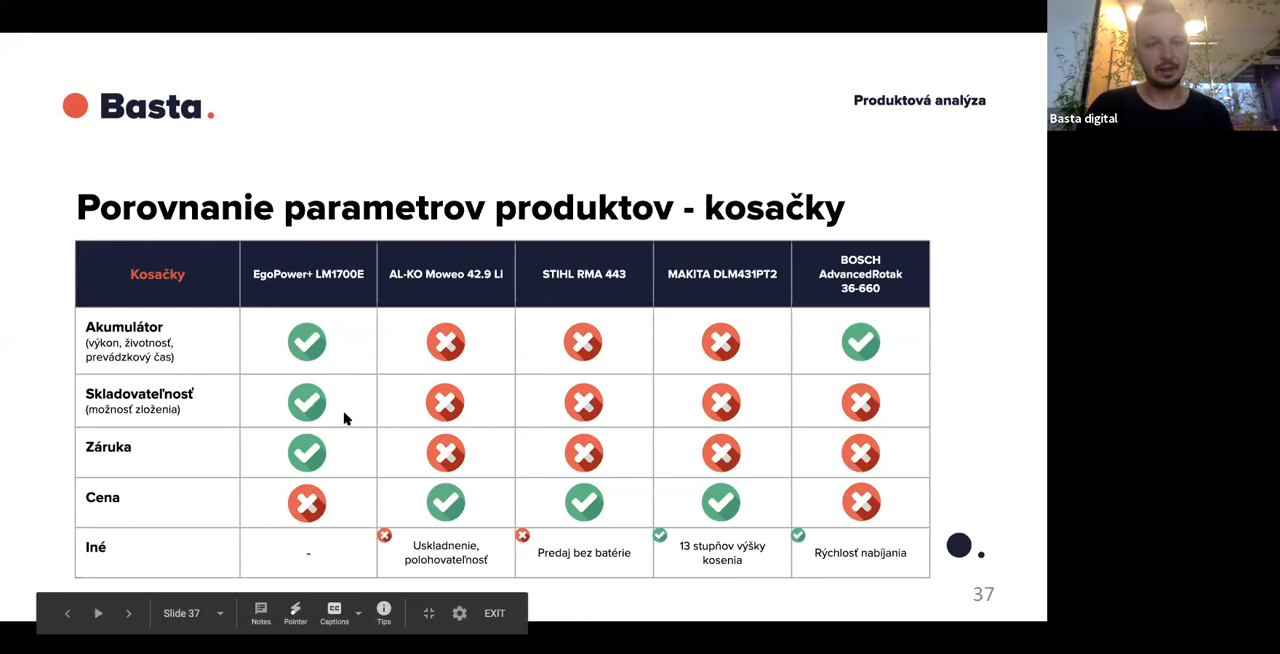 Basta.
Produktová analýza
Basta digital
Porovnanie parametrov produktov - kosačky
Kosačky
EgoPower+ LM1700E
AL-KO Moweo 42.9 Li
STIHL RMA 443
MAKITA DLM431PT2
BOSCH
AdvancedRotak
36-660
Akumulátor
(výkon, životnosť,
prevádzkový čas)
Skladovateľnosť
(možnosť zloženia)
Záruka
Cena
Iné
-
Uskladnenie,
polohovateľnosť
Predaj bez batérie
13 stupňov výšky
kosenia
Rýchlosť nabíjania
37
Slide 37
Notes
Pointer
CC
Captions
Tips
EXIT